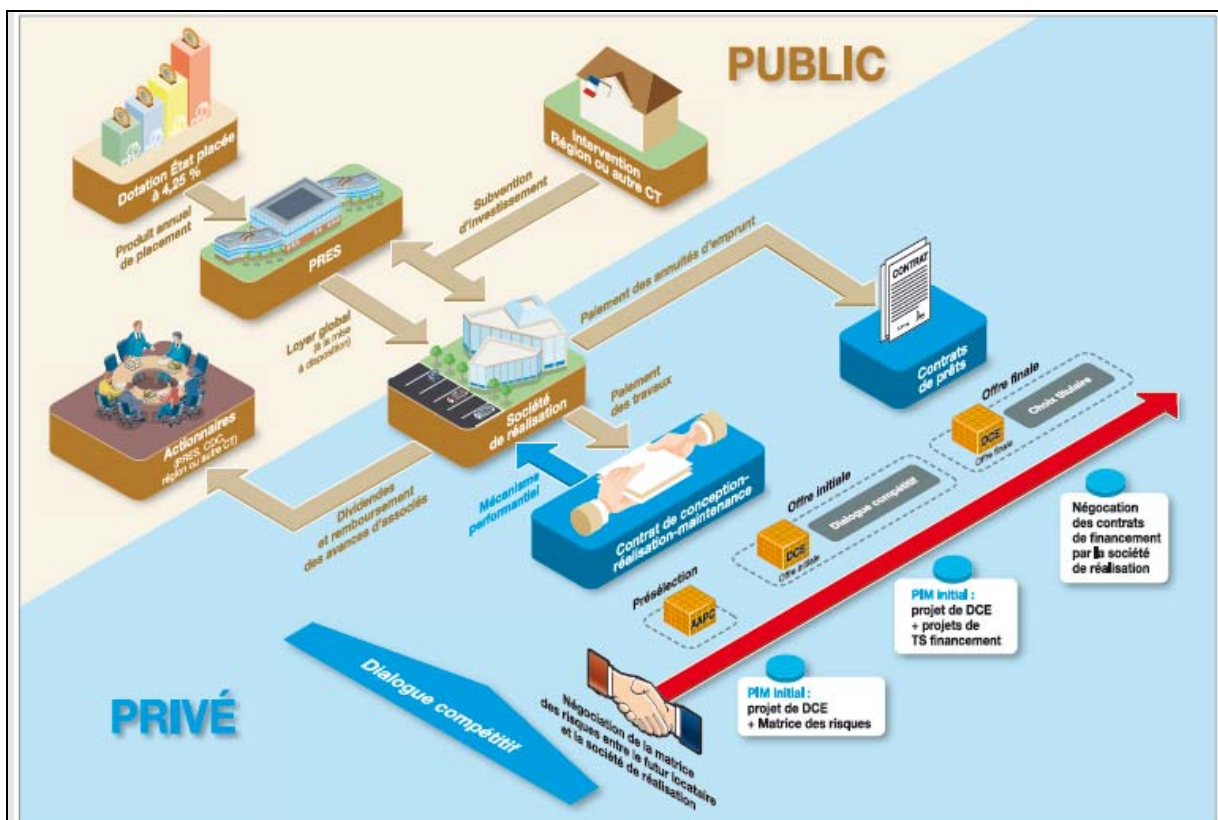 PUBLIC
Dotation État placée
à 4,25 %
Intervention
Région ou autre CT
Produit annuel
de placement
Subvention
d'investissement
PRES
Paiement des annuités d'emprunt
CONTRAT
Contrats
de prêts
Loyer global
(à la mise
à disposition)
Société
de réalisation
Paiement
des travaux
Actionnaires
(PRES, CDC,
région ou autre CT)
Dividendes
et remboursement
des avances d'associés
Mécanisme
performantiel
Contrat de conception-
réalisation-maintenance
Offre finale
DCE
Offre finale
Choix titulaire
Offre initiale
DCE
Offre initiale
Dialogue compétitif
Présélection
AAPC
Négocation
des contrats
de financement
par la société
de réalisation
PIM initial :
projet de DCE
+ projets de
TS financement
PIM initial :
projet de DCE
+ Matrice des risques
Négociation de la matrice
des risques entre le futur locataire
et la société de réalisation
Dialogue compétitif
PRIVÉ